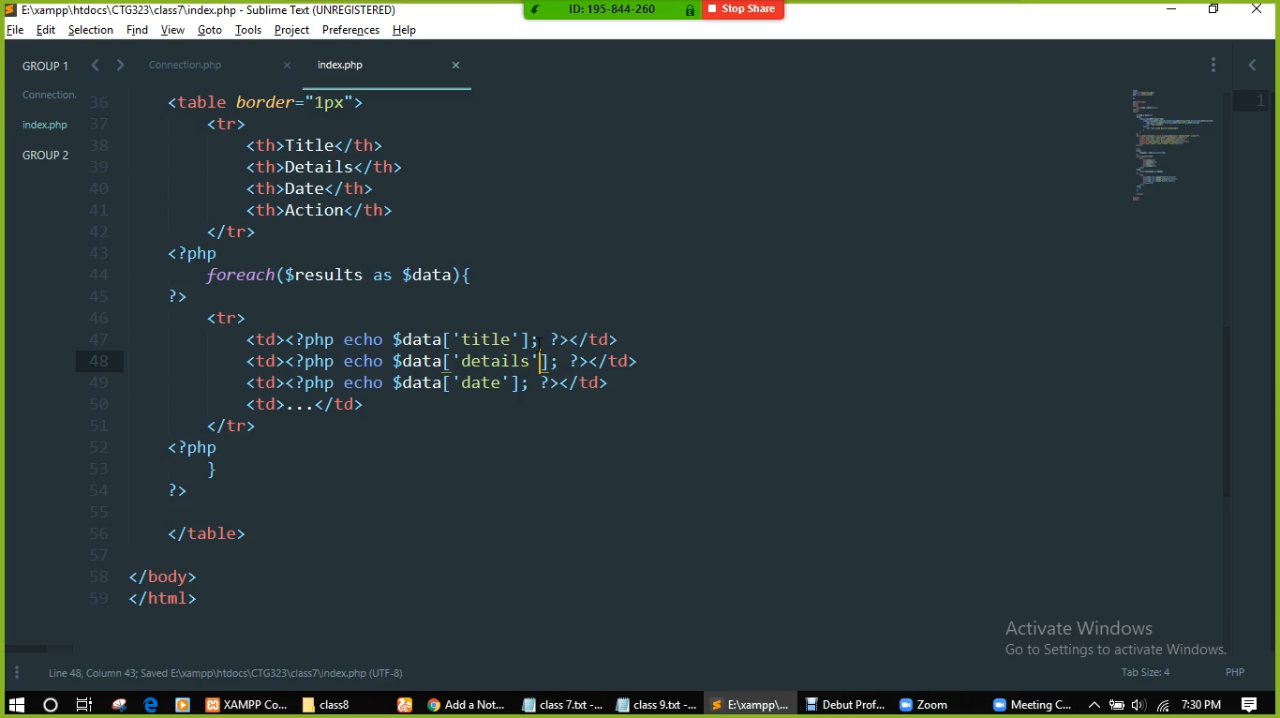 E:\xampp\htdocs\CTG323\class7\index.php - Sublime Text (UNREGISTERED)
ID: 195-844-260
Stop Share
File Edit Selection Find View Goto Tools Project Preferences Help
GROUP 1
Connection.php
index.php
Connection.
index.php
GROUP 2
1
36 <table border="1px">
37 <tr>
38 <th>Title</th>
39 <th>Details</th>
40 <th>Date</th>
41 <th>Action</th>
42 </tr>
43 <?php
44 foreach($results as $data){
45 ?>
46 <tr>
47 <td><?php echo $data['title']; ?></td>
48 <td><?php echo $data['details']; ?></td>
49 <td><?php echo $data['date']; ?></td>
50 <td>...</td>
51 </tr>
52 <?php
53 }
54 ?>
55
56 </table>
57
58 </body>
59 </html>
Activate Windows
Go to Settings to activate Windows.
Line 48, Column 43; Saved E:\xampp\htdocs\CTG323\class7\index.php (UTF-8)
Tab Size: 4
PHP
XAMPP Co...
class8
Add a Not...
class 7.txt -...
class 9.txt -...
E:\xamp\...
Debut Prof...
Zoom
Meeting C...
7:30 PM